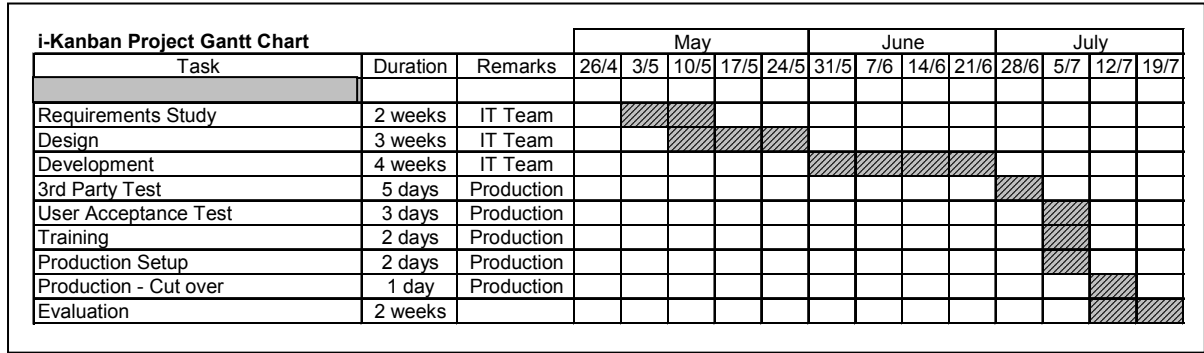 i-Kanban Project Gantt Chart May June July
Task Duration Remarks 26/4 3/5 10/5 17/5 24/5 31/5 7/6 14/6 21/6 28/6 5/7 12/7 19/7
Requirements Study 2 weeks IT Team
Design 3 weeks IT Team
Development 4 weeks IT Team
3rd Party Test 5 days Production
User Acceptance Test 3 days Production
Training 2 days Production
Production Setup 2 days Production
Production - Cut over 1 day Production
Evaluation 2 weeks